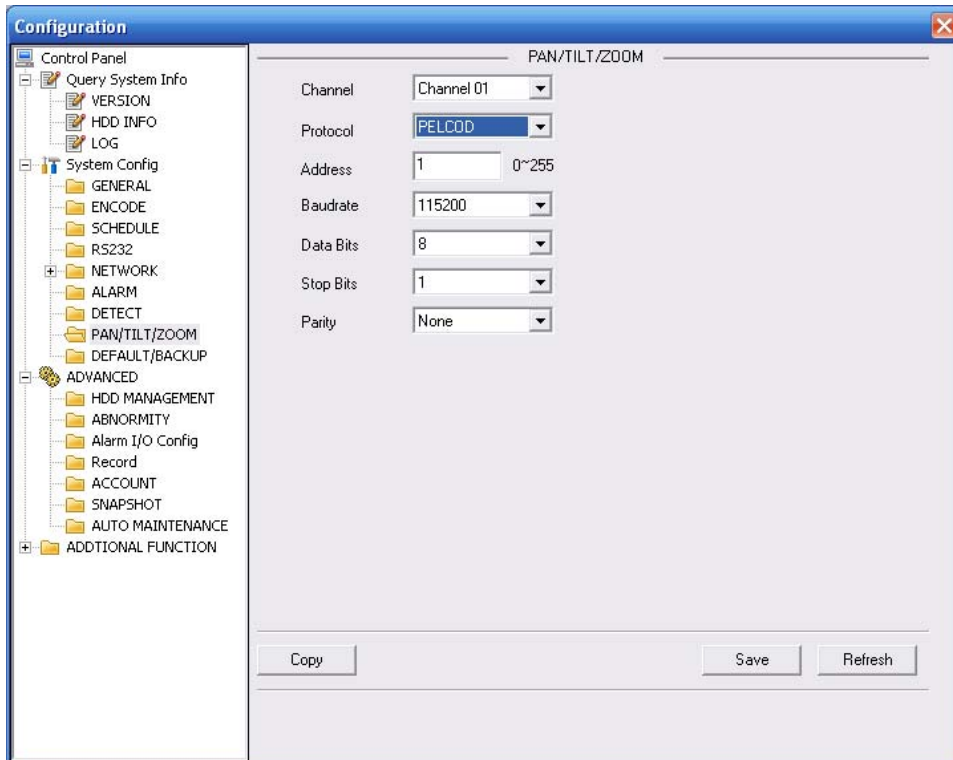 Configuration
Control Panel
Query System Info
VERSION
HDD INFO
LOG
System Config
GENERAL
ENCODE
SCHEDULE
RS232
NETWORK
ALARM
DETECT
PAN/TILT/ZOOM
DEFAULT/BACKUP
ADVANCED
HDD MANAGEMENT
ABNORMITY
Alarm I/O Config
Record
ACCOUNT
SNAPSHOT
AUTO MAINTENANCE
ADDTIONAL FUNCTION
PAN/TILT/ZOOM
Channel Channel 01
Protocol PELCOD
Address 1 0~255
Baudrate 115200
Data Bits 8
Stop Bits 1
Parity None
Copy Save Refresh